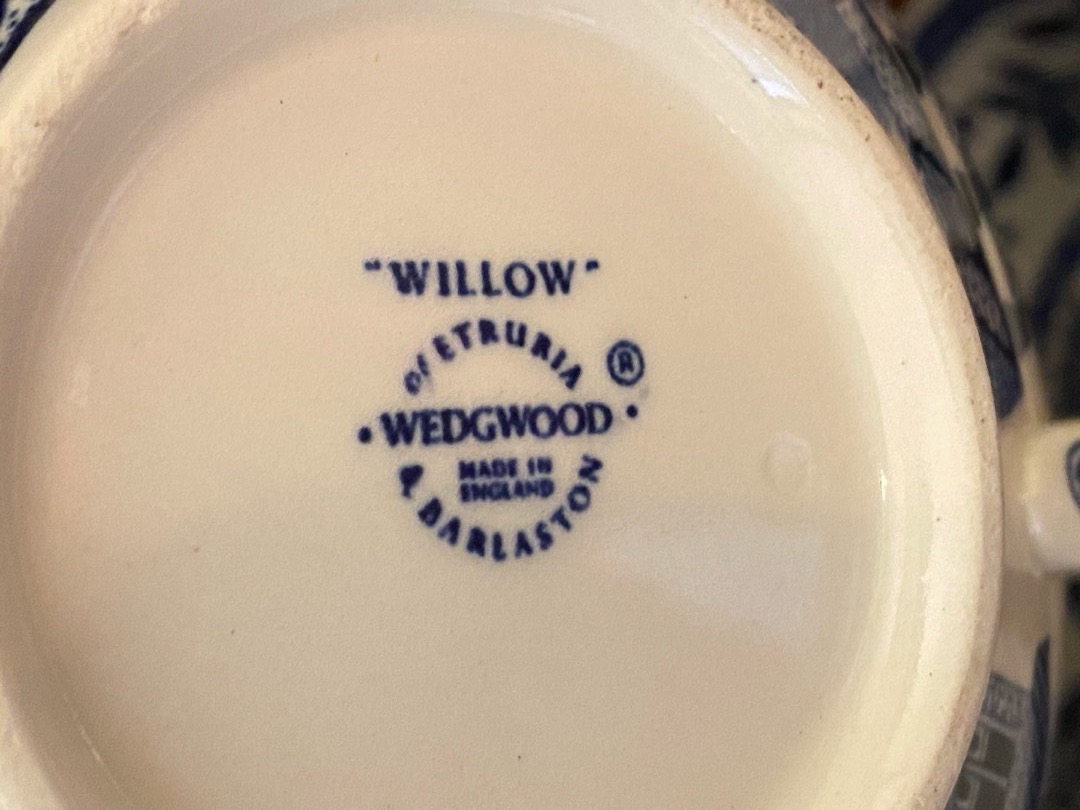 "WILLOW"
OF ETRURIA
®
• WEDGWOOD •
MADE IN
ENGLAND
& BARLASTON